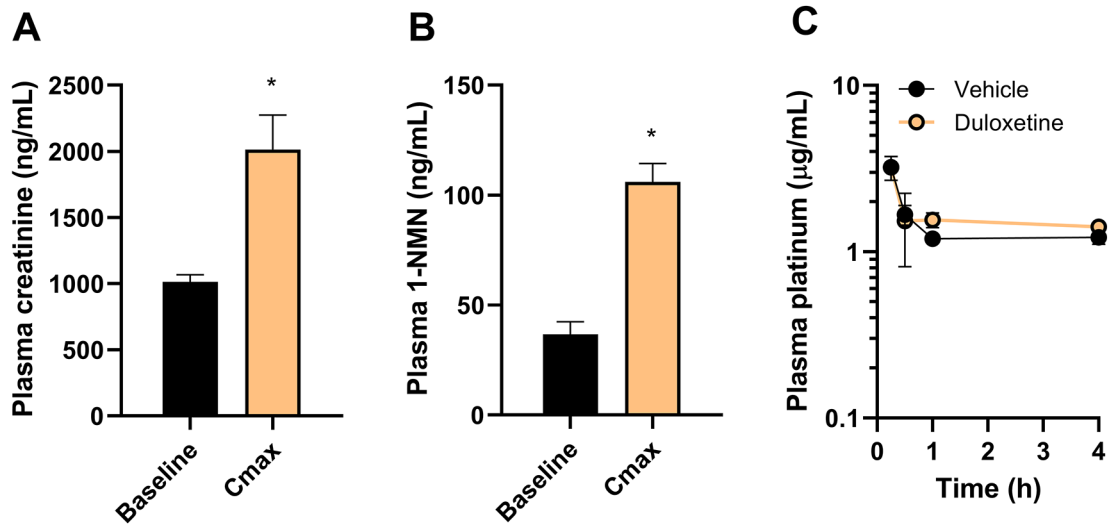 A
Plasma creatinine (ng/mL)
2500
2000
1500
1000
500
0
*
Baseline
Cmax
B
Plasma 1-NMN (ng/mL)
150
100
50
0
*
Baseline
Cmax
C
Plasma platinum (μg/mL)
10
1
0.1
Vehicle
Duloxetine
0 1 2 3 4
Time (h)